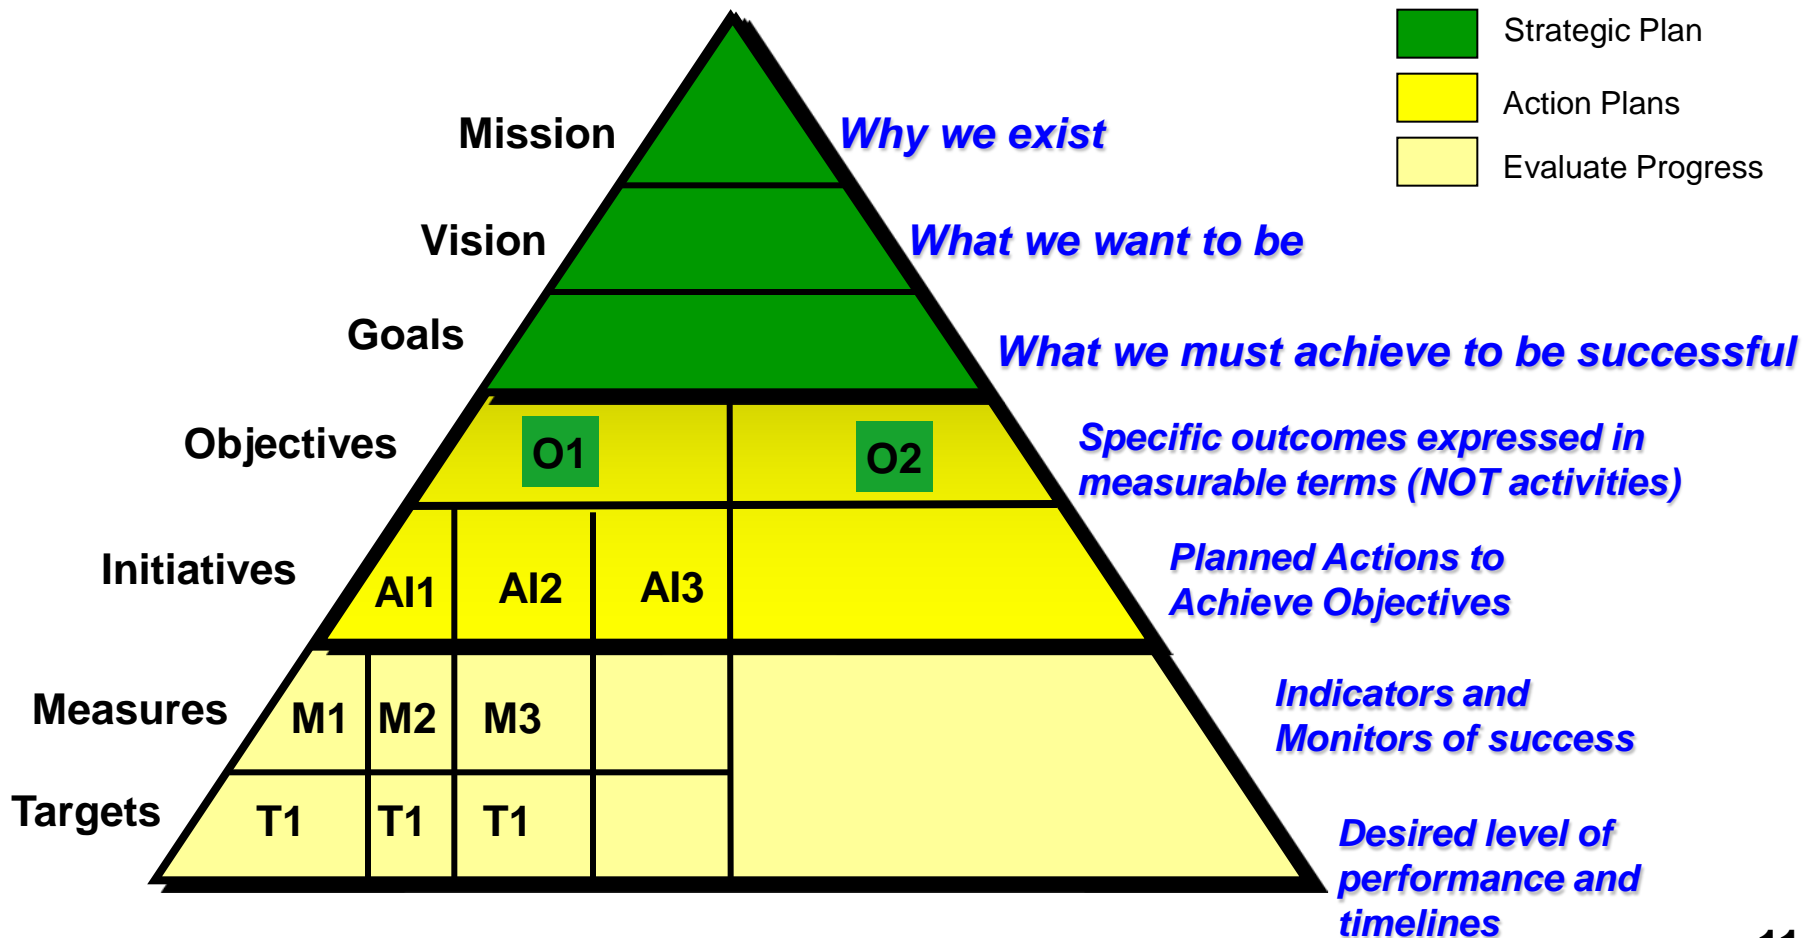 Strategic Plan
Action Plans
Evaluate Progress
Mission
Why we exist
Vision
What we want to be
Goals
What we must achieve to be successful
Objectives
O1
O2
Specific outcomes expressed in
measurable terms (NOT activities)
Initiatives
AI1
AI2
AI3
Planned Actions to
Achieve Objectives
Measures
M1
M2
M3
Indicators and
Monitors of success
Targets
T1
T1
T1
Desired level of
performance and
timelines
11